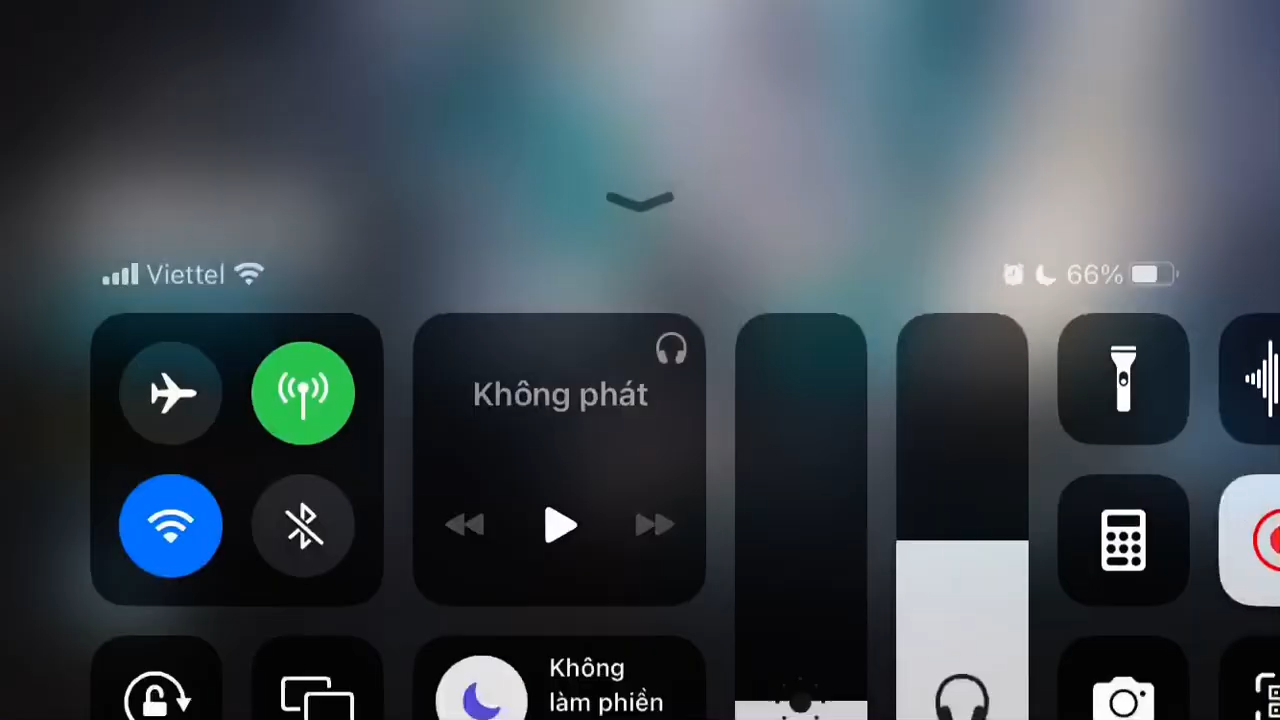 Viettel
66%
Không phát
Không
làm phiền